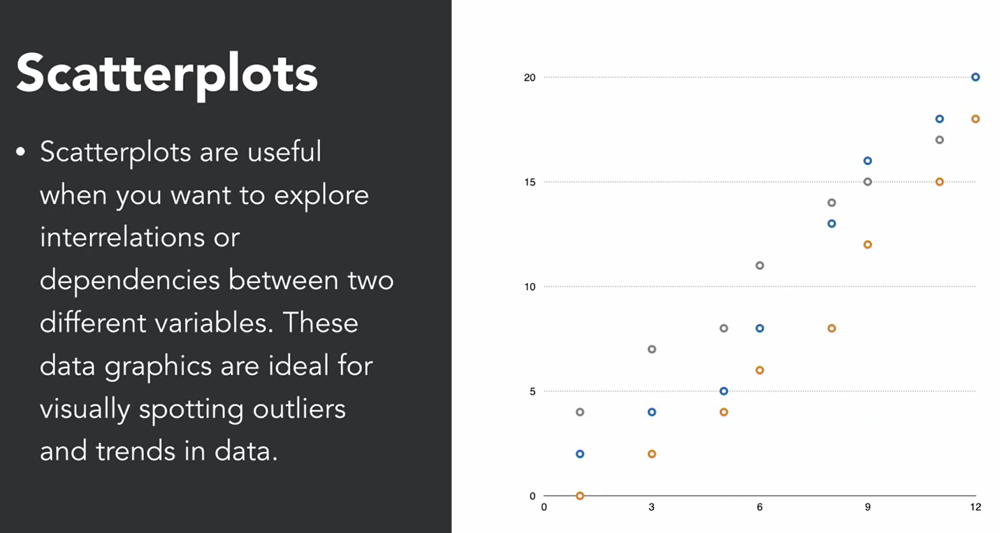 Scatterplots
• Scatterplots are useful
when you want to explore
interrelations or
dependencies between two
different variables. These
data graphics are ideal for
visually spotting outliers
and trends in data.
20
15
10
5
0
0 3 6 9 12